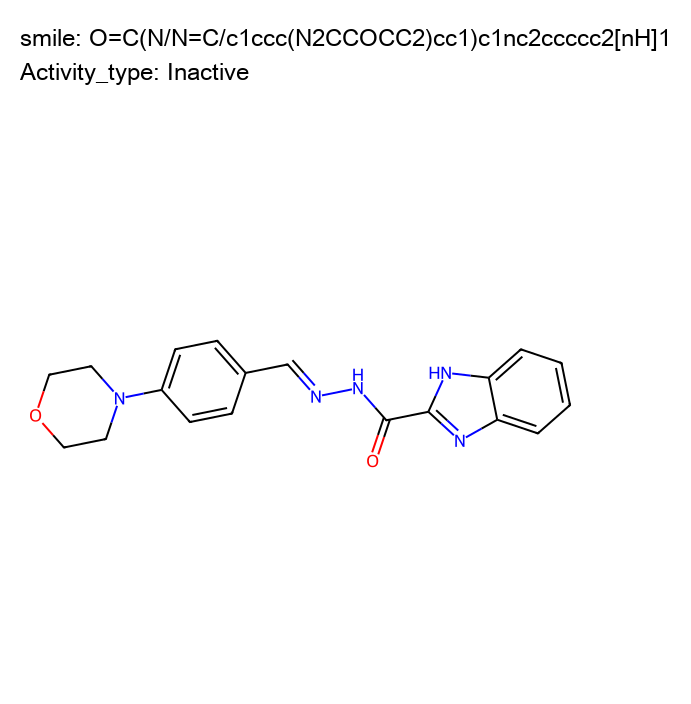 smile: O=C(N/N=C/c1ccc(N2CCOCC2)cc1)c1nc2ccccc2[nH]1
Activity_type: Inactive
H
HN
N
N
N
O
N
O